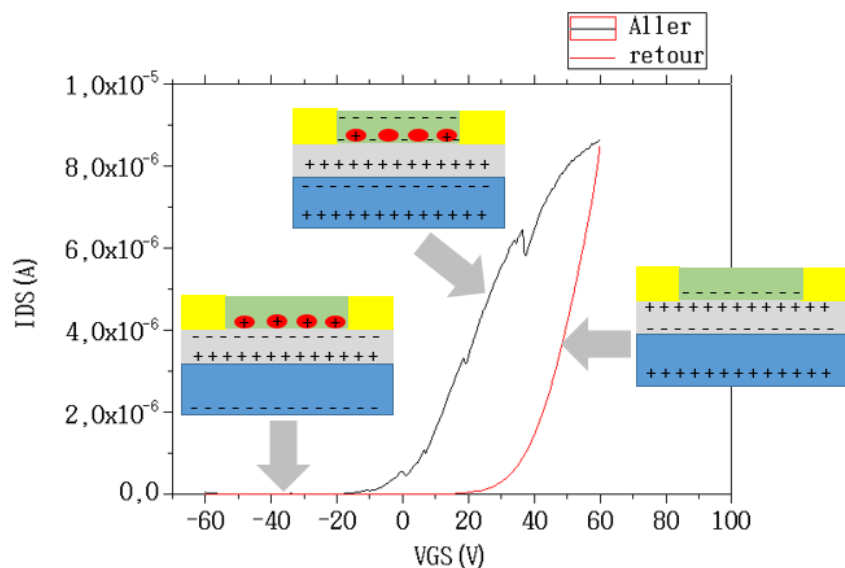 Aller
retour
1,0x10⁻⁵
8,0x10⁻⁶
6,0x10⁻⁶
4,0x10⁻⁶
2,0x10⁻⁶
0,0
IDS(A)
- - - - - - - - - - - -
+ - - - - - +
+ + + + + + + + + + + +
- - - - - - - - - - - -
+ + + + + + + + + + + +
- - - - - - - - -
+ + + + + + + + + + + +
- - - - - - - - - - - -
+ + + + + + + + + + + +
+ + + +
- - - - - - - - - - - -
+ + + + + + + + + + + +
- - - - - - - - - - - -
-60 -40 -20 0 20 40 60 80 100
VGS(V)